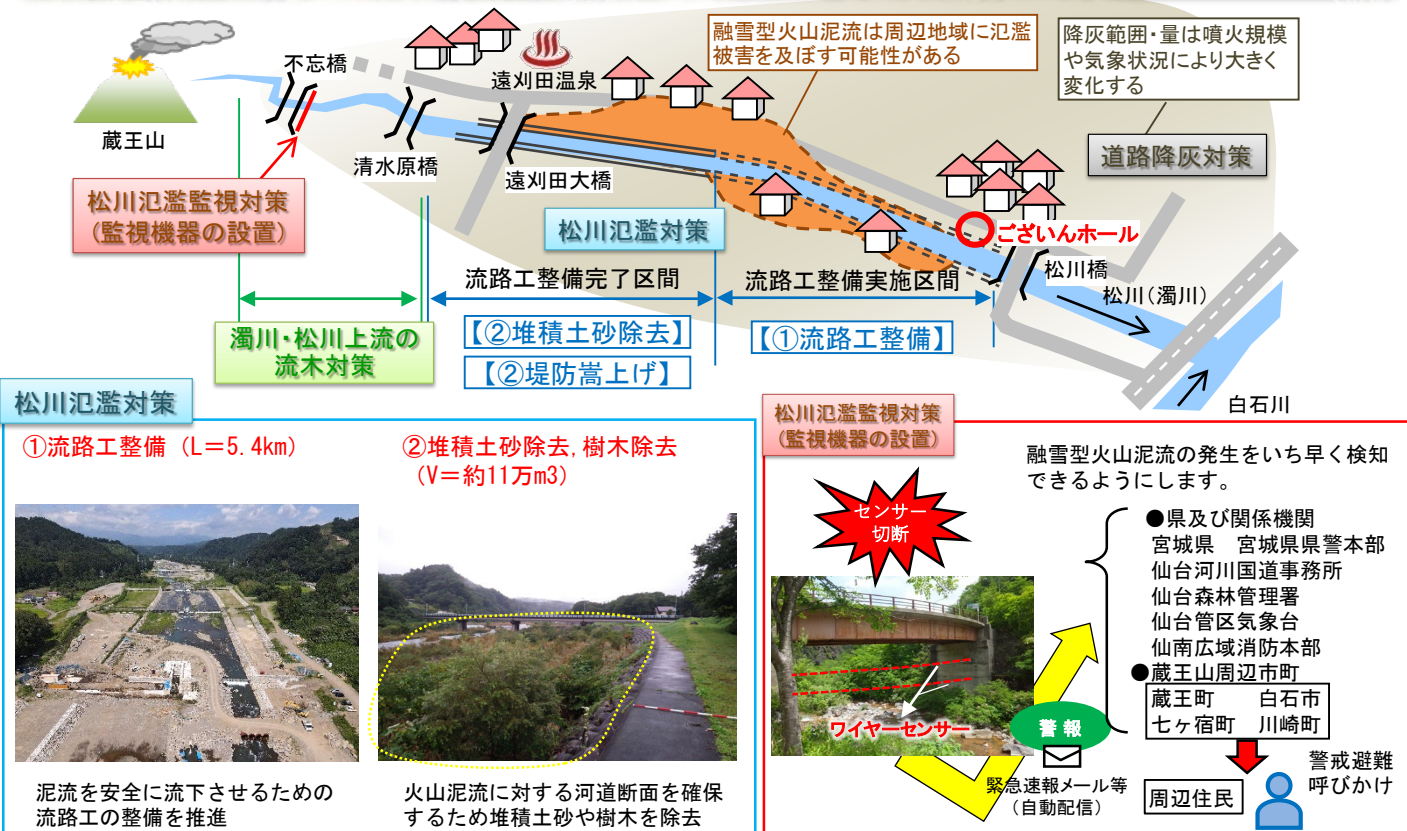 蔵王山
不忘橋
清水原橋
遠刈田温泉
遠刈田大橋
融雪型火山泥流は周辺地域に氾濫
被害を及ぼす可能性がある
降灰範囲・量は噴火規模
や気象状況により大きく
変化する
道路降灰対策
松川氾濫監視対策
(監視機器の設置)
松川氾濫対策
ございんホール
松川橋
松川(濁川)
白石川
流路工整備完了区間
流路工整備実施区間
濁川・松川上流の
流木対策
【②堆積土砂除去】
【②堤防嵩上げ】
【①流路工整備】
松川氾濫対策
①流路工整備 (L=5.4km)
②堆積土砂除去,樹木除去
(V=約11万m3)
泥流を安全に流下させるための
流路工の整備を推進
火山泥流に対する河道断面を確保
するため堆積土砂や樹木を除去
松川氾濫監視対策
(監視機器の設置)
融雪型火山泥流の発生をいち早く検知
できるようにします。
センサー
切断
ワイヤーセンサー
警報
緊急速報メール等
(自動配信)
●県及び関係機関
宮城県 宮城県県警本部
仙台河川国道事務所
仙台森林管理署
仙台管区気象台
仙南広域消防本部
●蔵王山周辺市町
蔵王町 白石市
七ヶ宿町 川崎町
周辺住民
警戒避難
呼びかけ